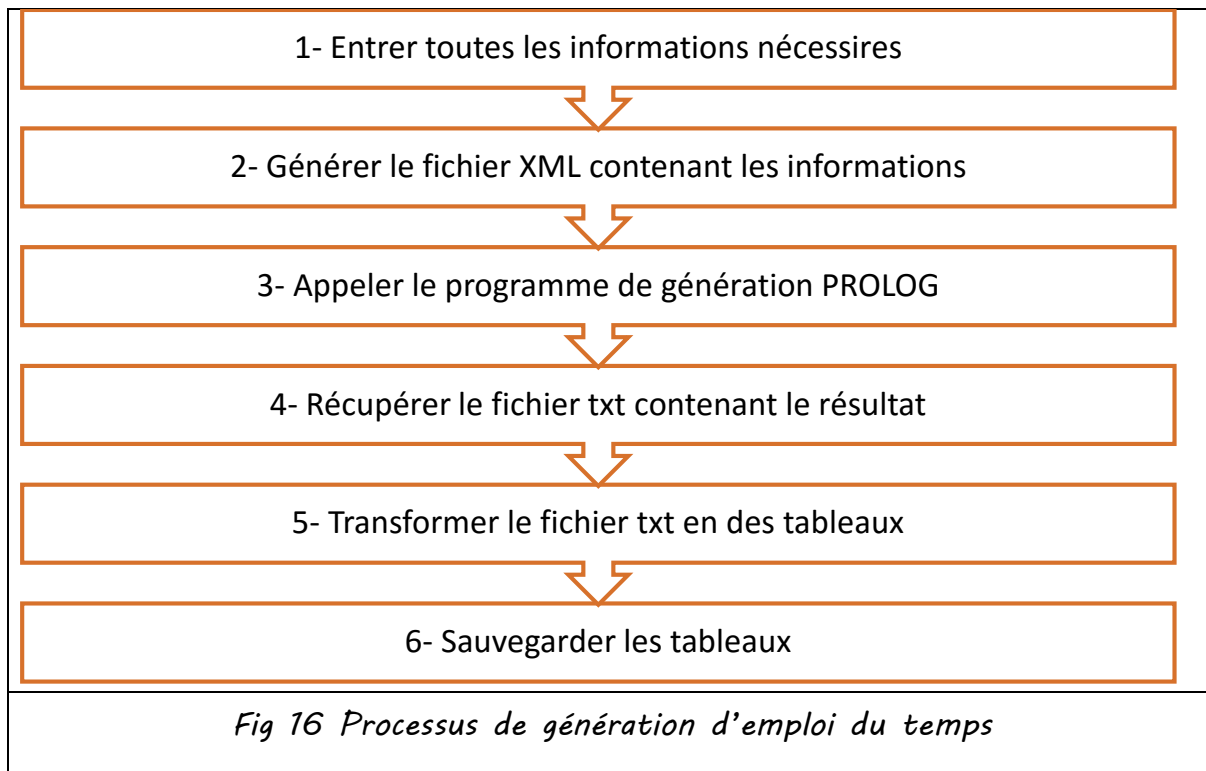 1- Entrer toutes les informations nécessires
2- Générer le fichier XML contenant les informations
3- Appeler le programme de génération PROLOG
4- Récupérer le fichier txt contenant le résultat
5- Transformer le fichier txt en des tableaux
6- Sauvegarder les tableaux
Fig 16 Processus de génération d’emploi du temps